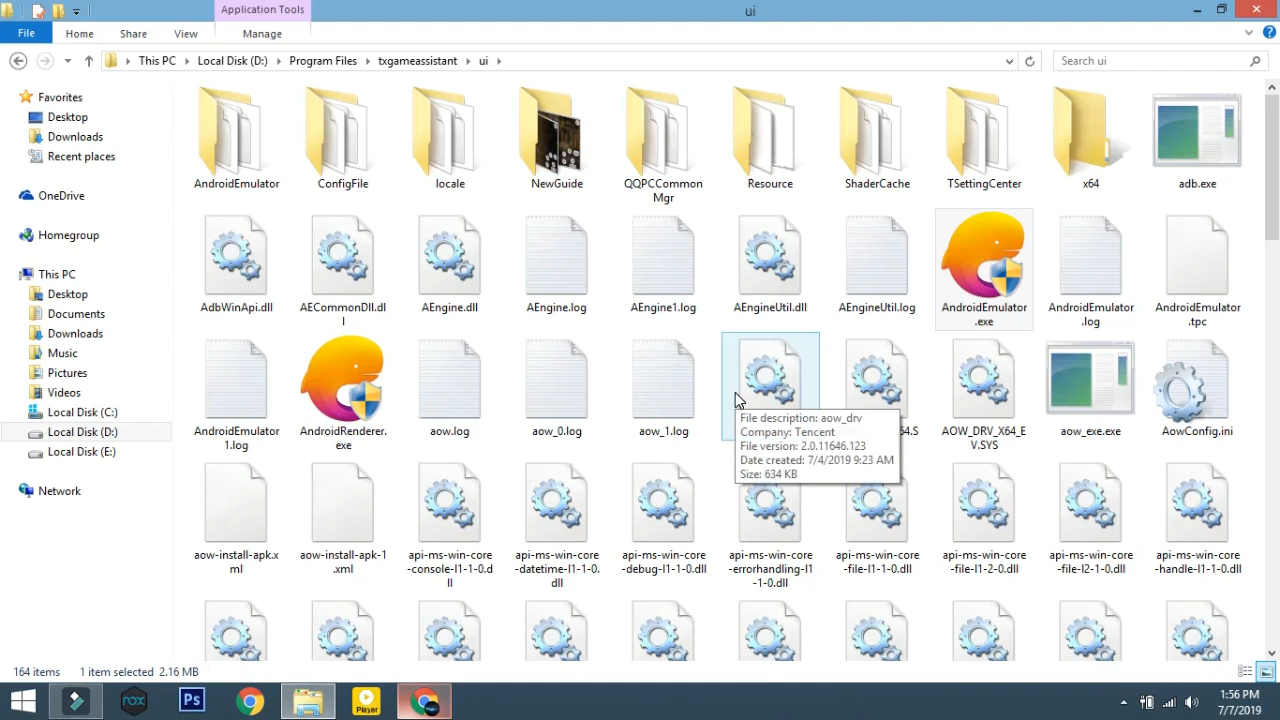 Application Tools
ui
File
Home
Share
View
Manage
This PC
Local Disk (D:)
Program Files
txgameassistant
ui
Search ui
Favorites
Desktop
Downloads
Recent places
OneDrive
Homegroup
This PC
Desktop
Documents
Downloads
Music
Pictures
Videos
Local Disk (C:)
Local Disk (D:)
Local Disk (E:)
Network
AndroidEmulator
ConfigFile
locale
NewGuide
QQPCCommon
Mgr
Resource
ShaderCache
TSettingCenter
x64
adb.exe
AdbWinApi.dll
AECommonDll.dl
l
AEngine.dll
AEngine.log
AEngine1.log
AEngineUtil.dll
AEngineUtil.log
AndroidEmulator
.exe
AndroidEmulator
.log
AndroidEmulator
.tpc
AndroidEmulator
1.log
AndroidRenderer.
exe
aow.log
aow_0.log
aow_1.log
File description: aow_drv
Company: Tencent
File version: 2.0.11646.123
Date created: 7/4/2019 9:23 AM
Size: 634 KB
64.S
AOW_DRV_X64_E
V.SYS
aow_exe.exe
AowConfig.ini
aow-install-apk.x
ml
aow-install-apk-1
.xml
api-ms-win-core
-console-l1-1-0.d
ll
api-ms-win-core
-datetime-l1-1-0.
dll
api-ms-win-core
-debug-l1-1-0.dll
api-ms-win-core
-errorhandling-l1
-1-0.dll
api-ms-win-core
-file-l1-1-0.dll
api-ms-win-core
-file-l1-2-0.dll
api-ms-win-core
-file-l2-1-0.dll
api-ms-win-core
-handle-l1-1-0.dll
164 items
1 item selected 2.16 MB
nox
Ps
Player
1:56 PM
7/7/2019